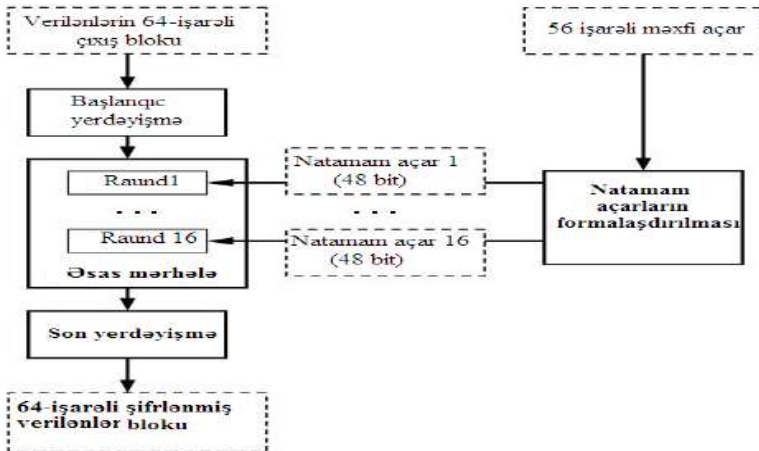 Verilənlərin 64-işarəli
çıxış bloku
56 işarəli məxfi açar
Başlanqıc
yerdəyişmə
Raund1
. . .
Raund 16
Əsas mərhələ
Natamam açar 1
(48 bit)
. . .
Natamam açar 16
(48 bit)
Natamam
açarların
formalaşdırılması
Son yerdəyişmə
64-işarəli şifrlənmiş
verilənlər bloku